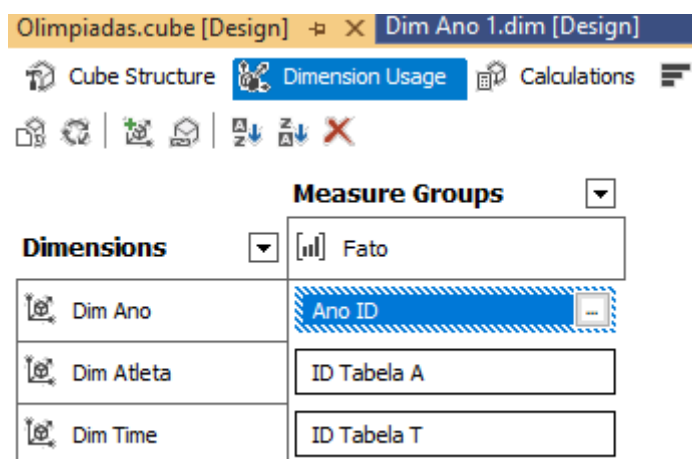 Olimpiadas.cube [Design] Dim Ano 1.dim [Design]
Cube Structure Dimension Usage Calculations
Measure Groups
Dimensions Fato
Dim Ano Ano ID ...
Dim Atleta ID Tabela A
Dim Time ID Tabela T